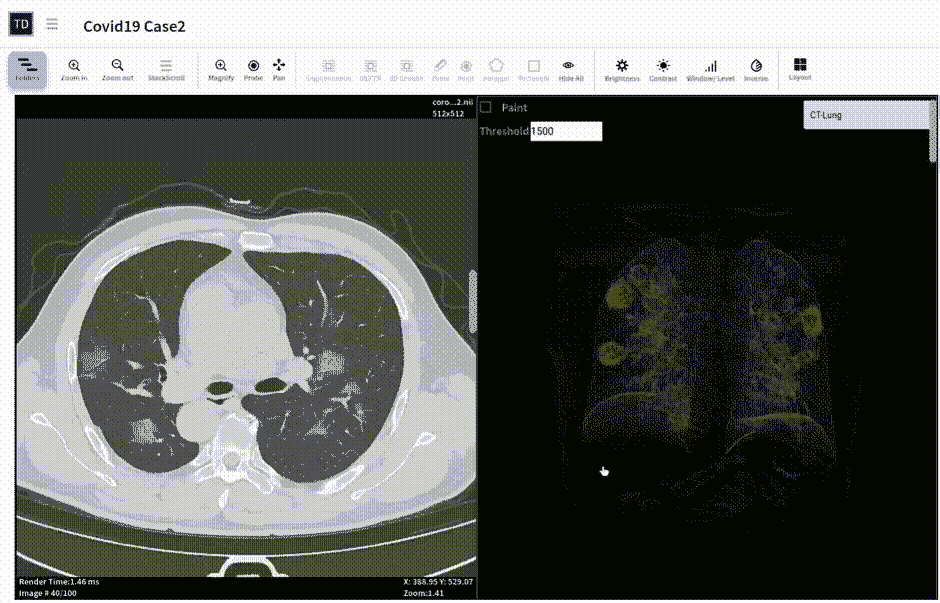 TD
Covid19 Case2
Folders
Zoom in
Zoom out
StackScroll
Magnify
Probe
Pan
Hide All
Brightness
Contrast
Window/ Level
Inverse
Layout
coro...2.nii
512x512
Paint
Threshold 1500
CT-Lung
Render Time:1.46 ms
Image # 40/100
X: 388.95 Y: 529.07
Zoom:1.41